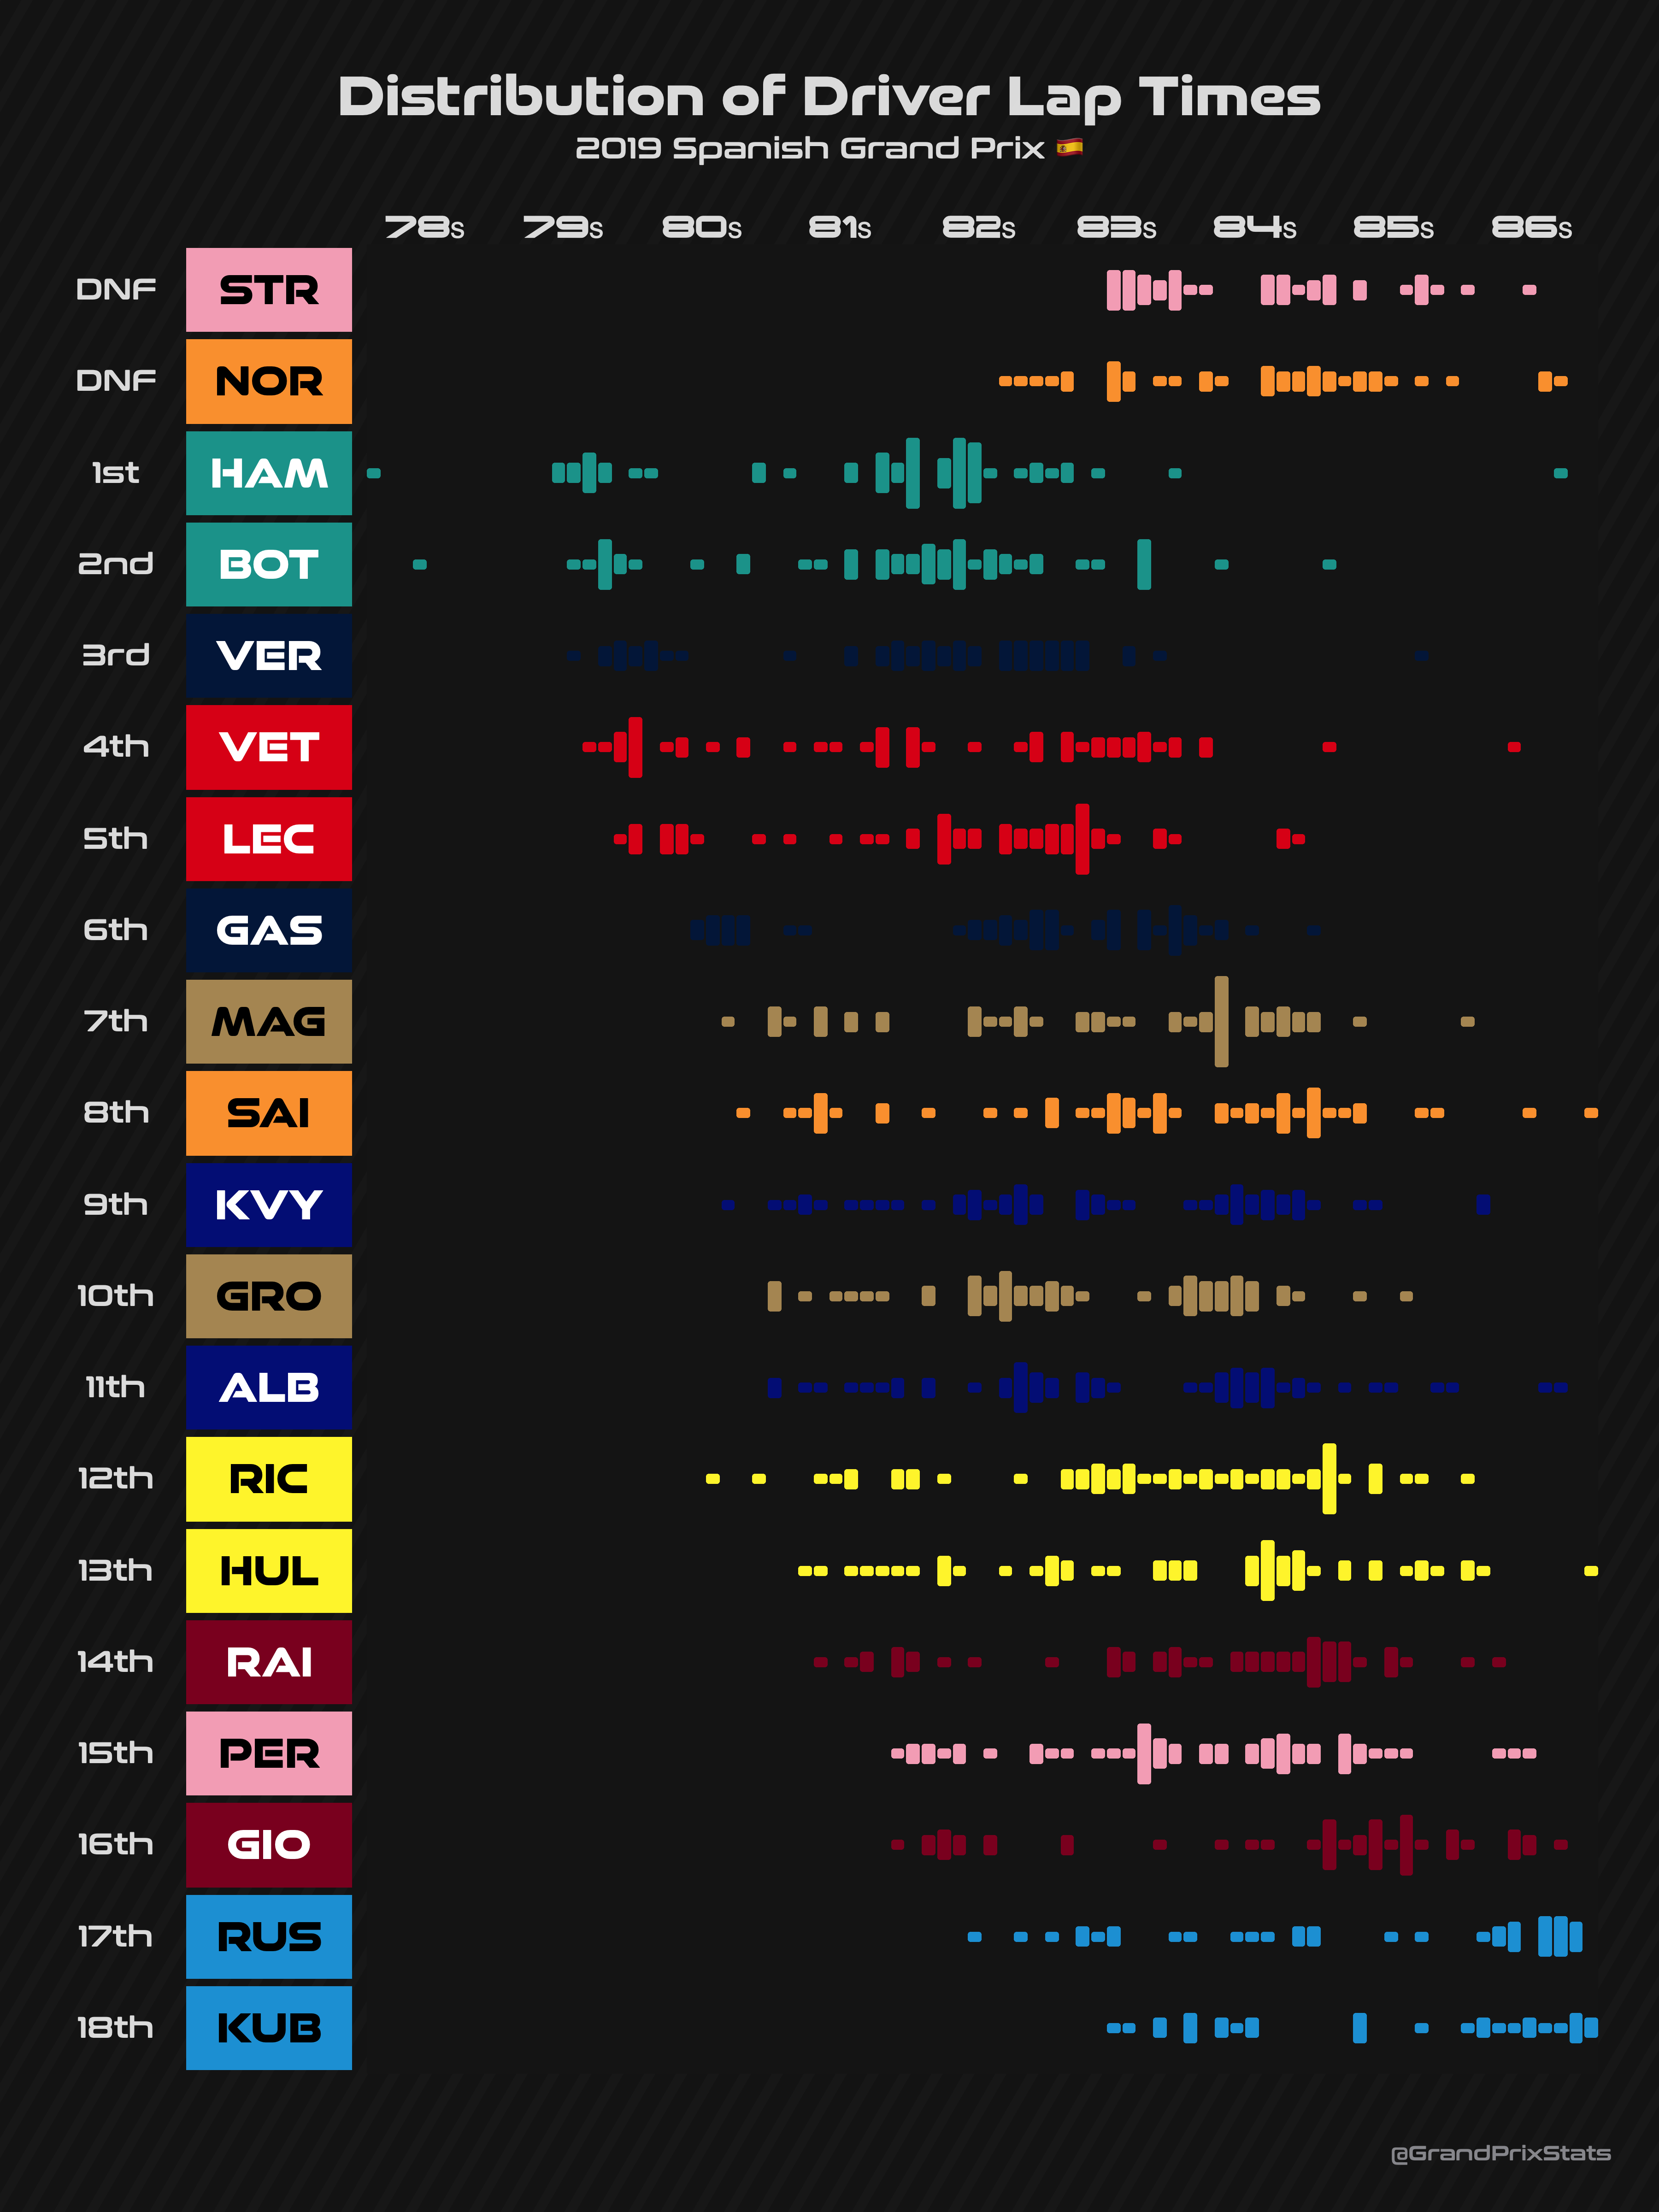 Distribution of Driver Lap Times
2019 Spanish Grand Prix 🇪🇸
78s 79s 80s 81s 82s 83s 84s 85s 86s
DNF STR
DNF NOR
1st HAM
2nd BOT
3rd VER
4th VET
5th LEC
6th GAS
7th MAG
8th SAI
9th KVY
10th GRO
11th ALB
12th RIC
13th HUL
14th RAI
15th PER
16th GIO
17th RUS
18th KUB
@GrandPrixStats